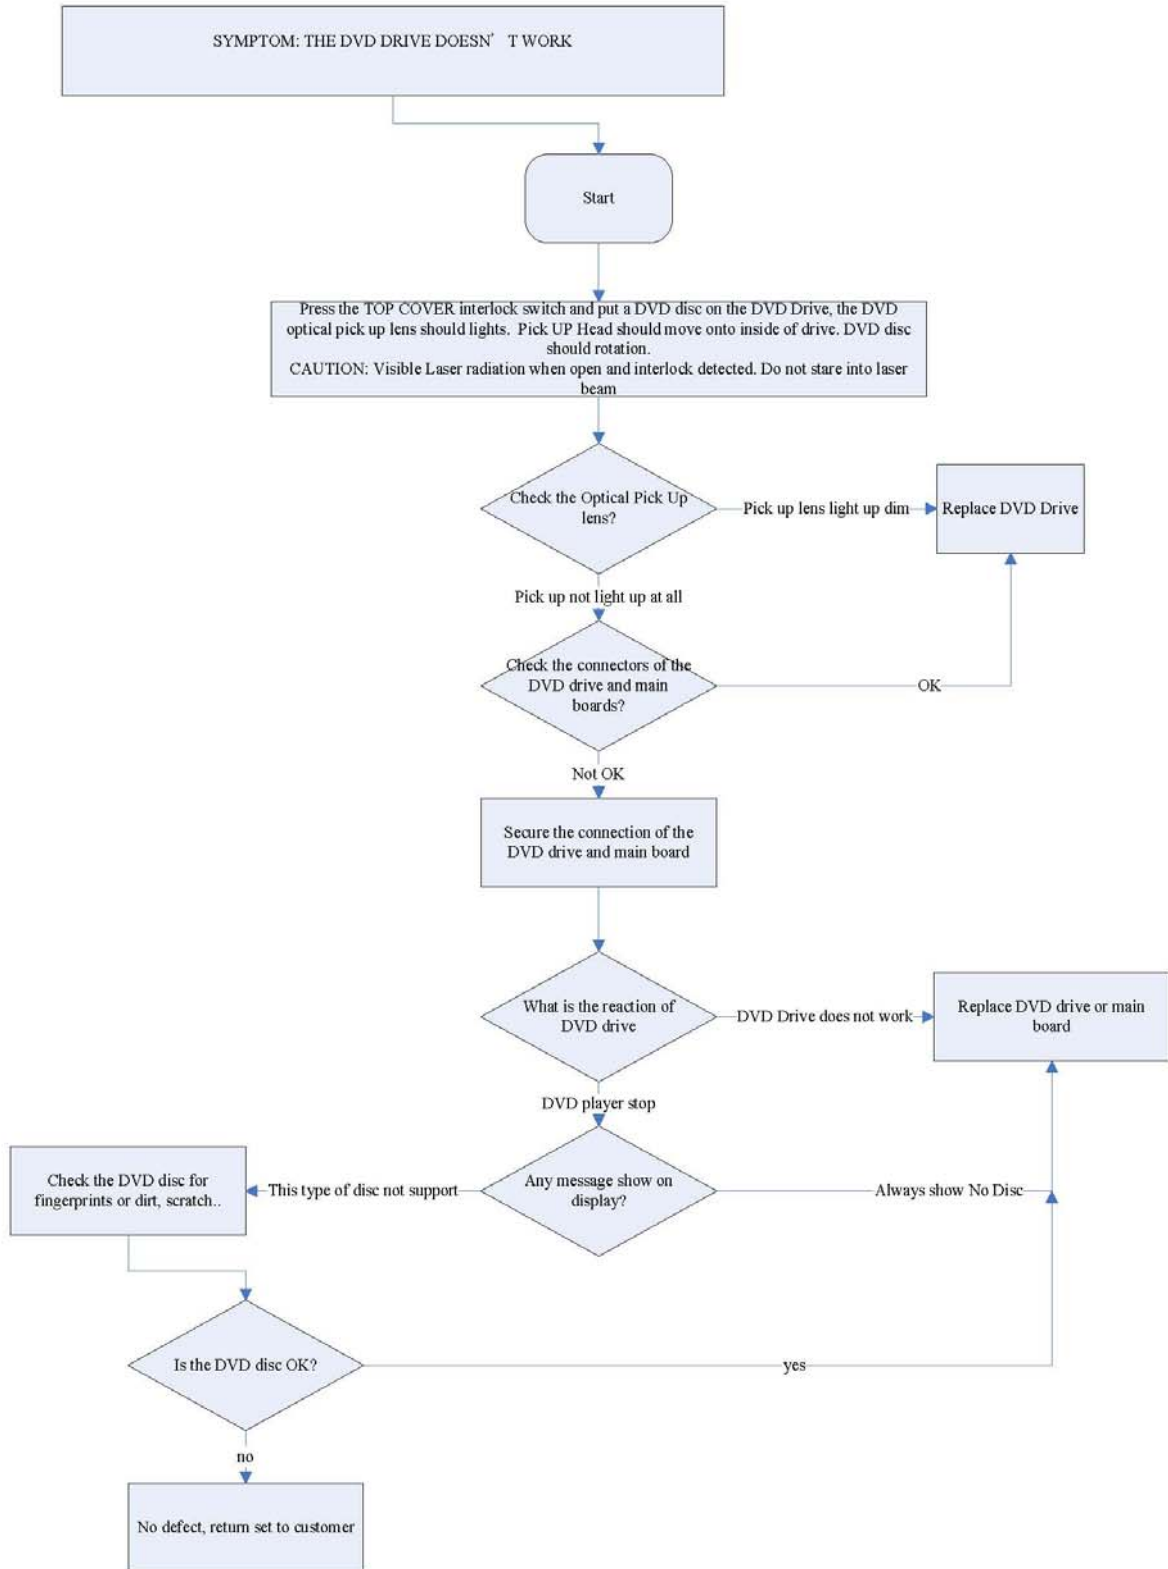 SYMPTOM: THE DVD DRIVE DOESN' T WORK
Start
Press the TOP COVER interlock switch and put a DVD disc on the DVD Drive, the DVD
optical pick up lens should lights. Pick UP Head should move onto inside of drive. DVD disc
should rotation.
CAUTION: Visible Laser radiation when open and interlock detected. Do not stare into laser
beam
Check the Optical Pick Up
lens?
Pick up lens light up dim
Replace DVD Drive
Pick up not light up at all
Check the connectors of the
DVD drive and main
boards?
OK
Not OK
Secure the connection of the
DVD drive and main board
What is the reaction of
DVD drive
DVD Drive does not work
Replace DVD drive or main
board
DVD player stop
Any message show on
display?
This type of disc not support
Always show No Disc
Check the DVD disc for
fingerprints or dirt, scratch..
Is the DVD disc OK?
yes
no
No defect, return set to customer